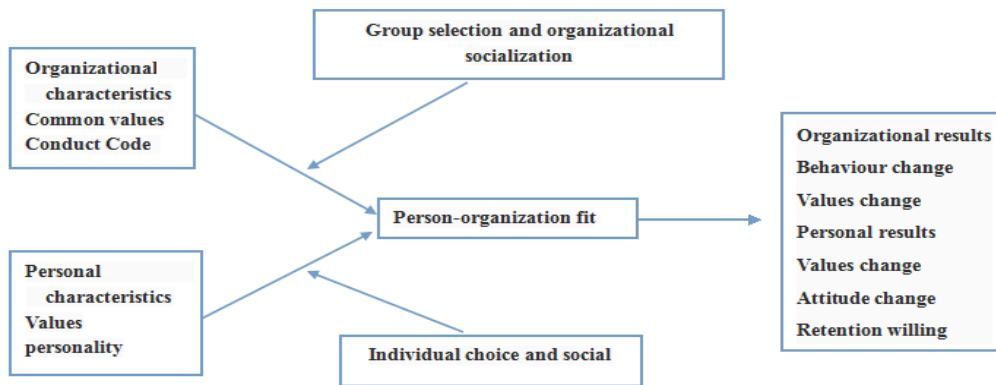 Group selection and organizational
socialization
Organizational
characteristics
Common values
Conduct Code
Person-organization fit
Organizational results
Behaviour change
Values change
Personal results
Values change
Attitude change
Retention willing
Personal
characteristics
Values
personality
Individual choice and social